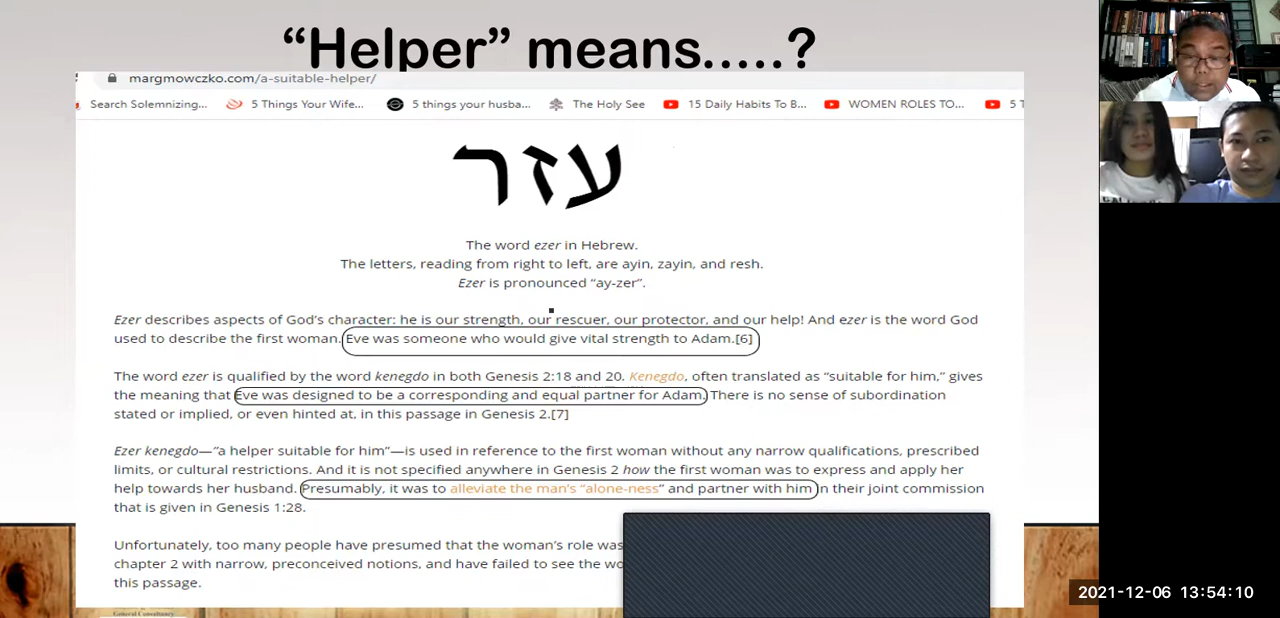 “Helper” means…..?
margmowczko.com/a-suitable-helper/
Search Solemnizing... 5 Things Your Wife... 5 things your husba... The Holy See 15 Daily Habits To B... WOMEN ROLES TO... 5 T
עזר
The word ezer in Hebrew.
The letters, reading from right to left, are ayin, zayin, and resh.
Ezer is pronounced “ay-zer”.
Ezer describes aspects of God’s character: he is our strength, our rescuer, our protector, and our help! And ezer is the word God
used to describe the first woman. Eve was someone who would give vital strength to Adam.[6]
The word ezer is qualified by the word kenegdo in both Genesis 2:18 and 20. Kenegdo, often translated as “suitable for him,” gives
the meaning that Eve was designed to be a corresponding and equal partner for Adam. There is no sense of subordination
stated or implied, or even hinted at, in this passage in Genesis 2.[7]
Ezer kenegdo—”a helper suitable for him”—is used in reference to the first woman without any narrow qualifications, prescribed
limits, or cultural restrictions. And it is not specified anywhere in Genesis 2 how the first woman was to express and apply her
help towards her husband. Presumably, it was to alleviate the man’s “alone-ness” and partner with him in their joint commission
that is given in Genesis 1:28.
Unfortunately, too many people have presumed that the woman’s role was
chapter 2 with narrow, preconceived notions, and have failed to see the wo
this passage.
General Consultancy
2021-12-06 13:54:10